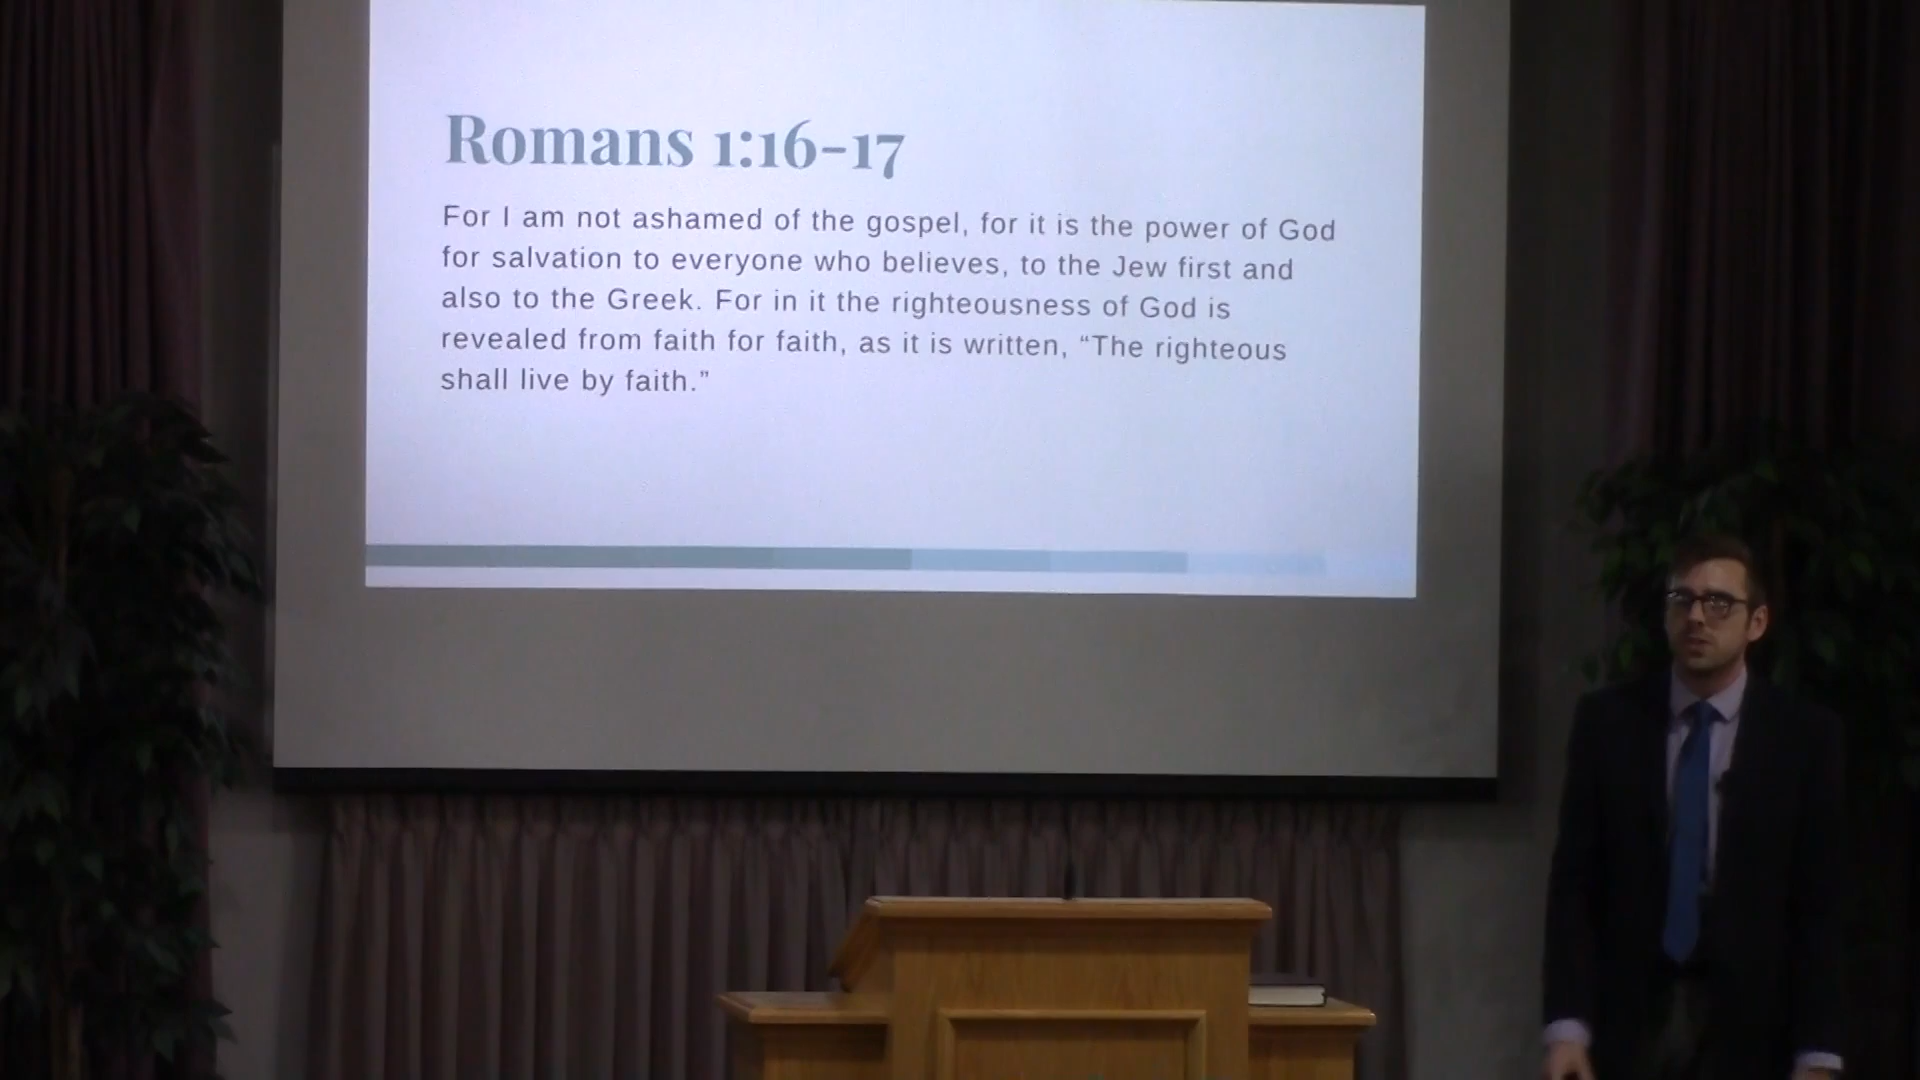 Romans 1:16-17
For I am not ashamed of the gospel, for it is the power of God
for salvation to everyone who believes, to the Jew first and
also to the Greek. For in it the righteousness of God is
revealed from faith for faith, as it is written, “The righteous
shall live by faith.”